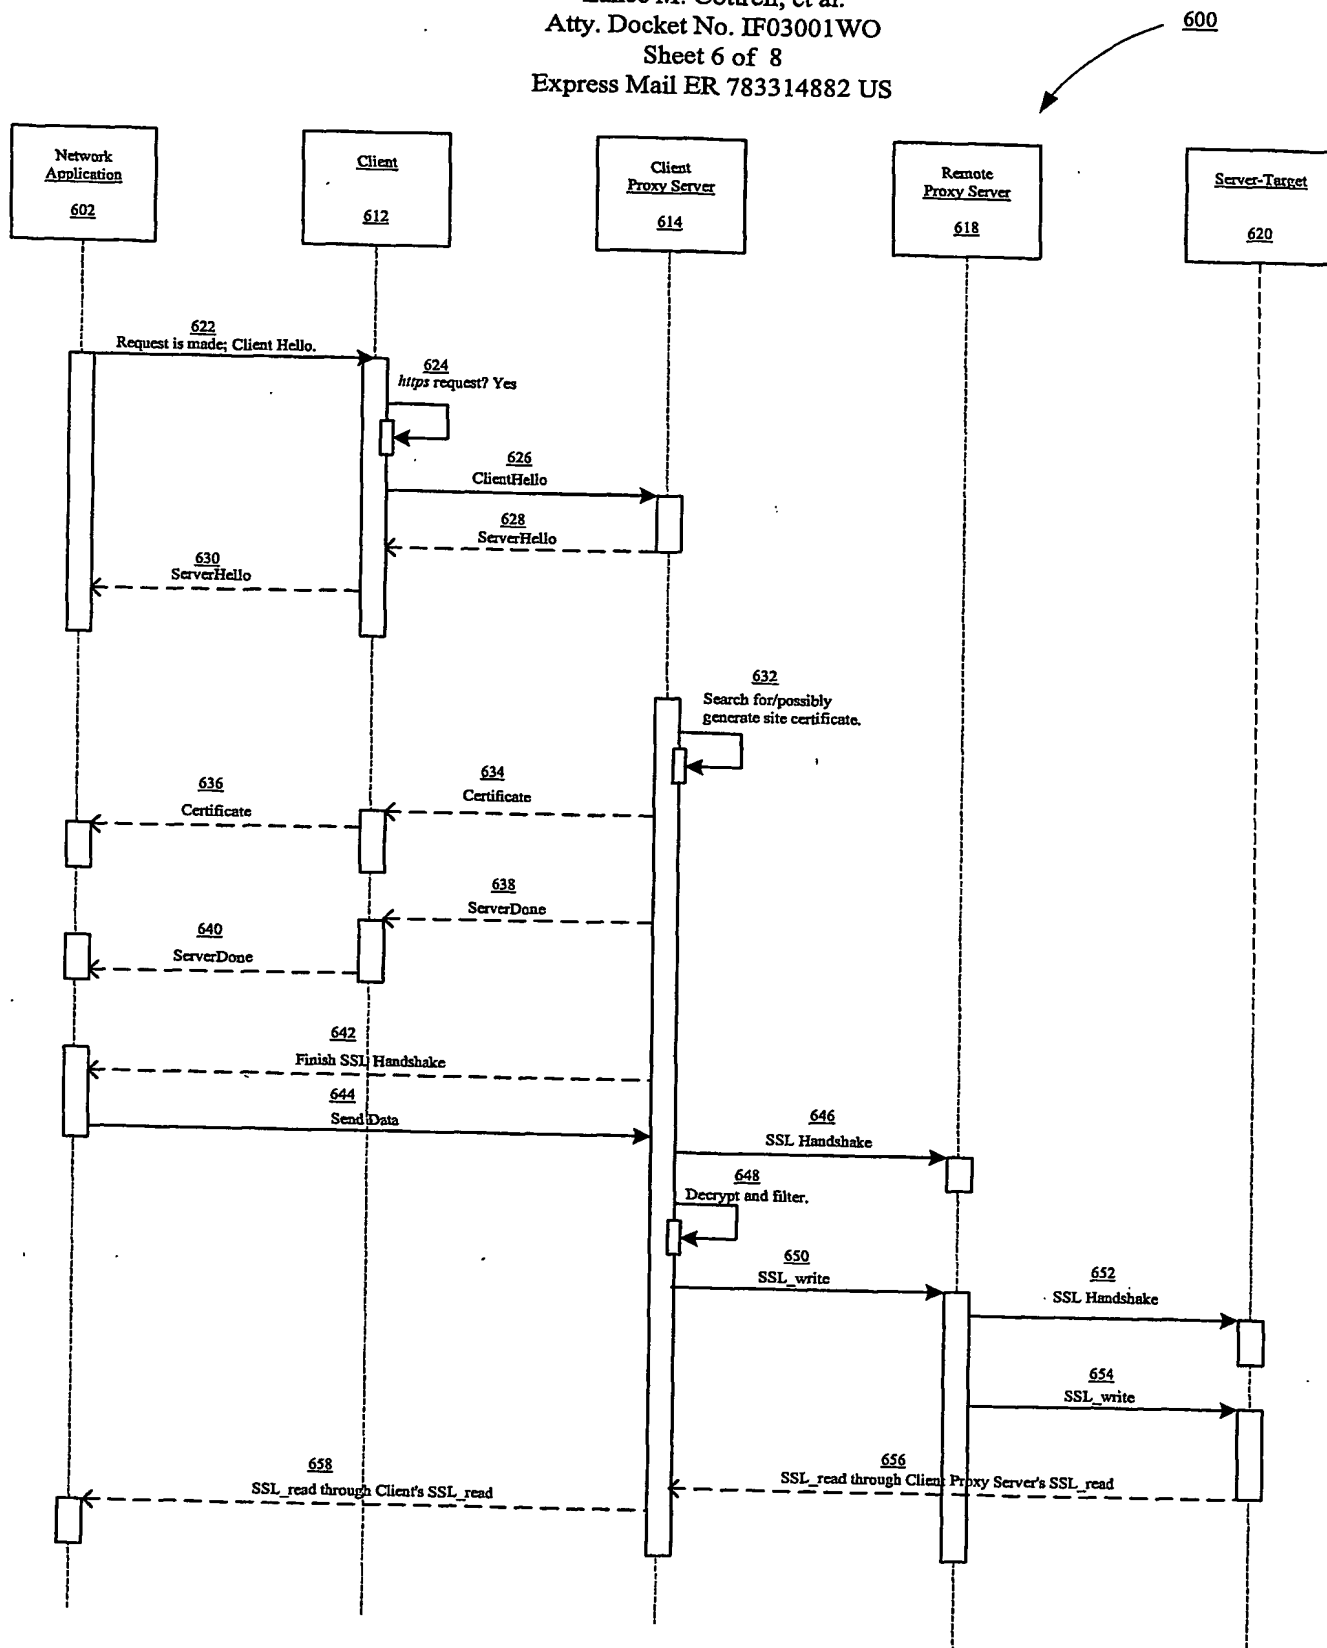 Atty. Docket No. IF03001WO
Sheet 6 of 8
Express Mail ER 783314882 US
600
Network
Application
602
Client
612
Client
Proxy Server
614
Remote
Proxy Server
618
Server-Target
620
622
Request is made; Client Hello.
624
https request? Yes
626
ClientHello
628
ServerHello
630
ServerHello
632
Search for/possibly
generate site certificate.
634
Certificate
636
Certificate
638
ServerDone
640
ServerDone
642
Finish SSL Handshake
644
Send Data
646
SSL Handshake
648
Decrypt and filter.
650
SSL_write
652
SSL Handshake
654
SSL_write
656
SSL_read through Client Proxy Server's SSL_read
658
SSL_read through Client's SSL_read